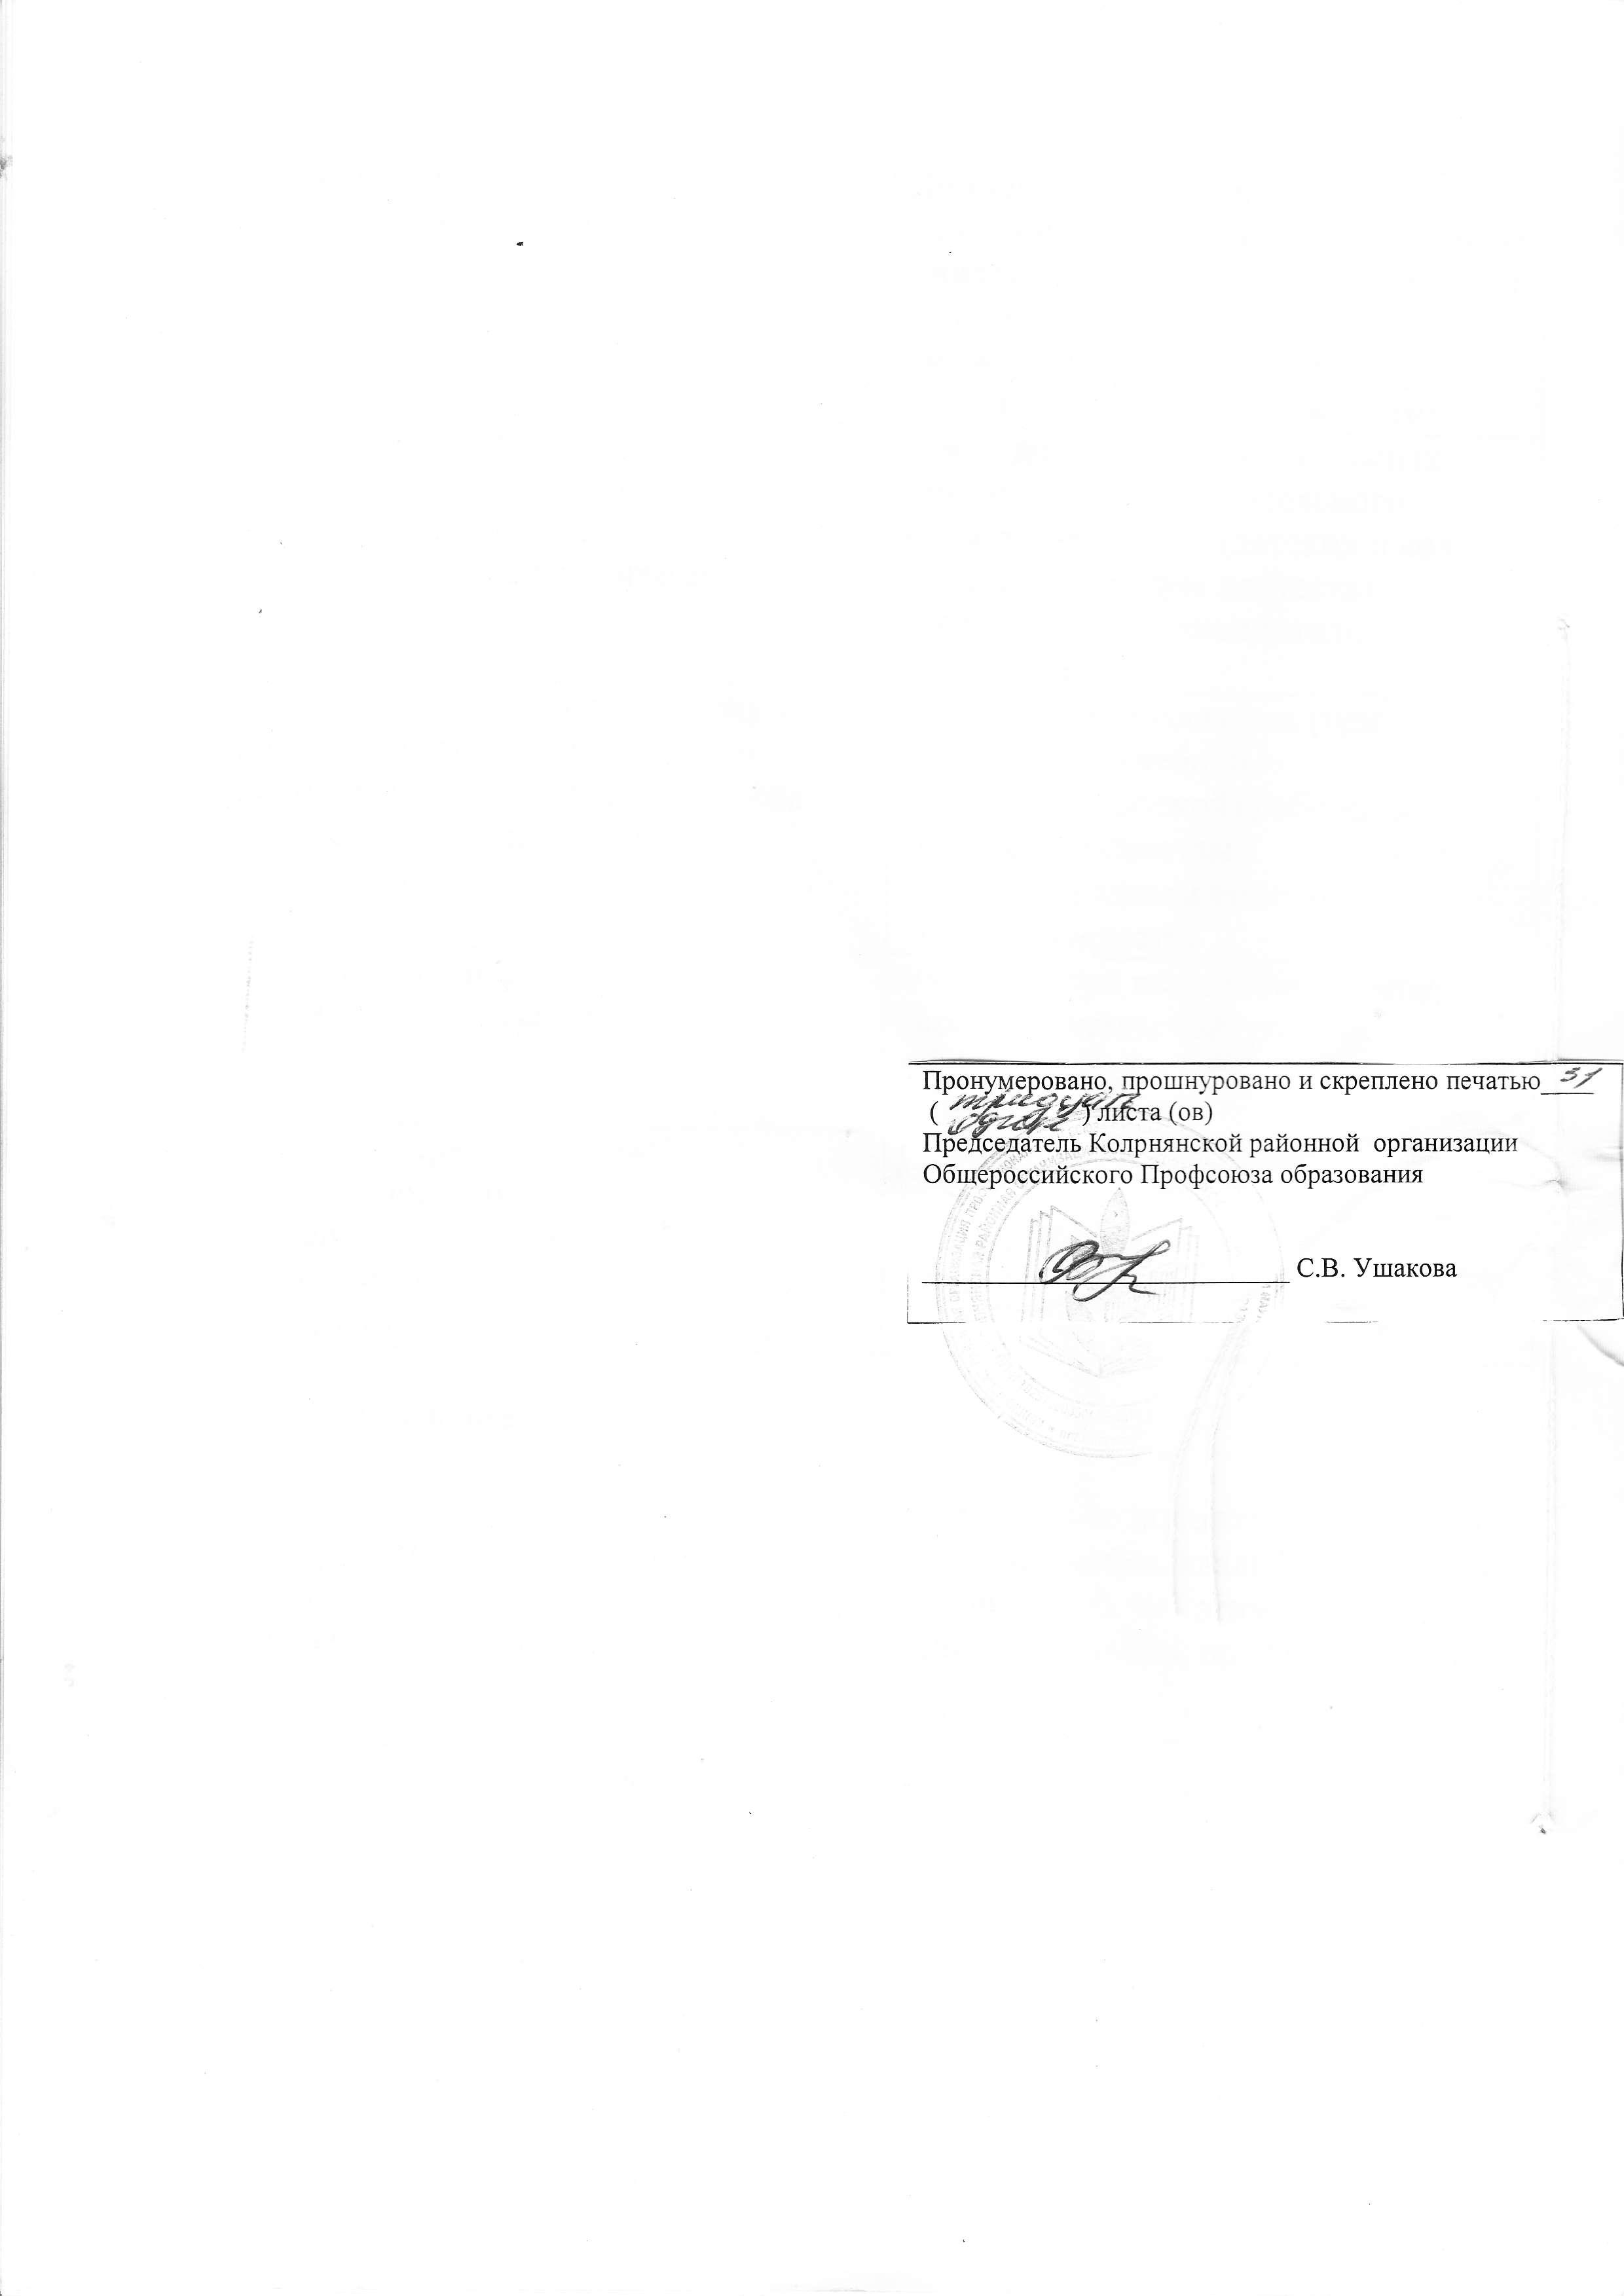 Пронумеровано, прошнуровано и скреплено печатью 31
( тридцать один ) листа (ов)
Председатель Колрнянской районной организации
Общероссийского Профсоюза образования
С.В. Ушакова